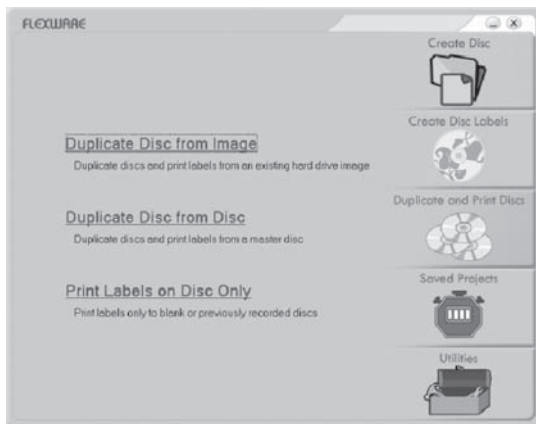 FLEXWARE
Create Disc
Create Disc Labels
Duplicate Disc from Image
Duplicate discs and print labels from an existing hard drive image
Duplicate and Print Discs
Duplicate Disc from Disc
Duplicate discs and print labels from a master disc
Saved Projects
Print Labels on Disc Only
Print labels only to blank or previously recorded discs
Utilities